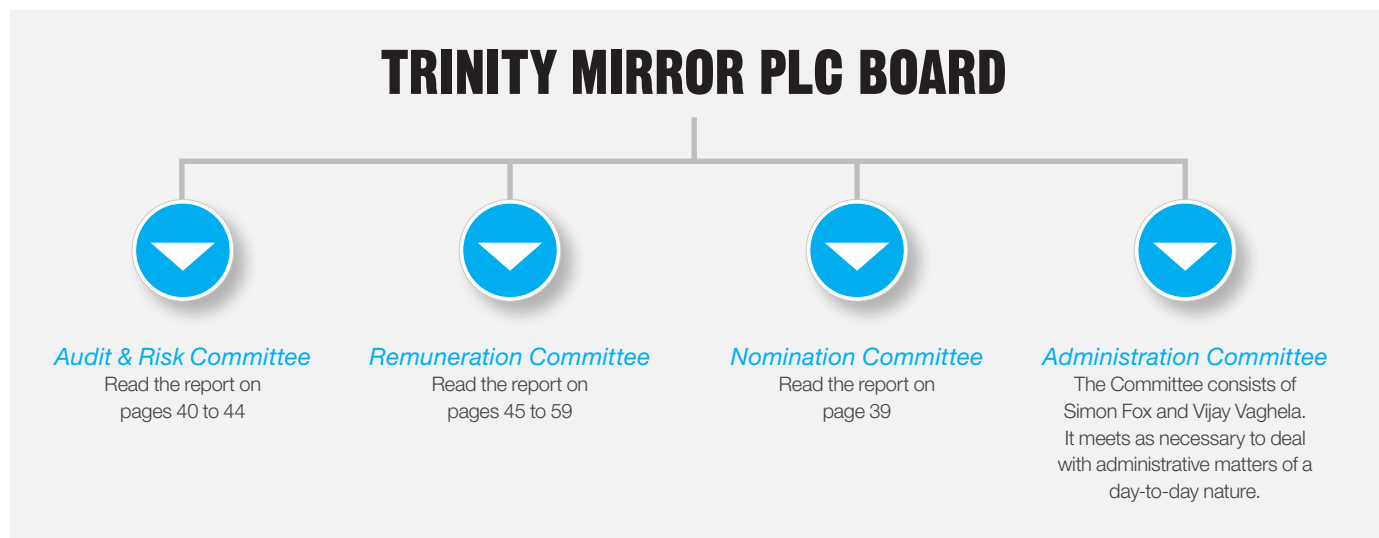 TRINITY MIRROR PLC BOARD
Audit & Risk Committee
Read the report on
pages 40 to 44
Remuneration Committee
Read the report on
pages 45 to 59
Nomination Committee
Read the report on
page 39
Administration Committee
The Committee consists of
Simon Fox and Vijay Vaghela.
It meets as necessary to deal
with administrative matters of a
day-to-day nature.